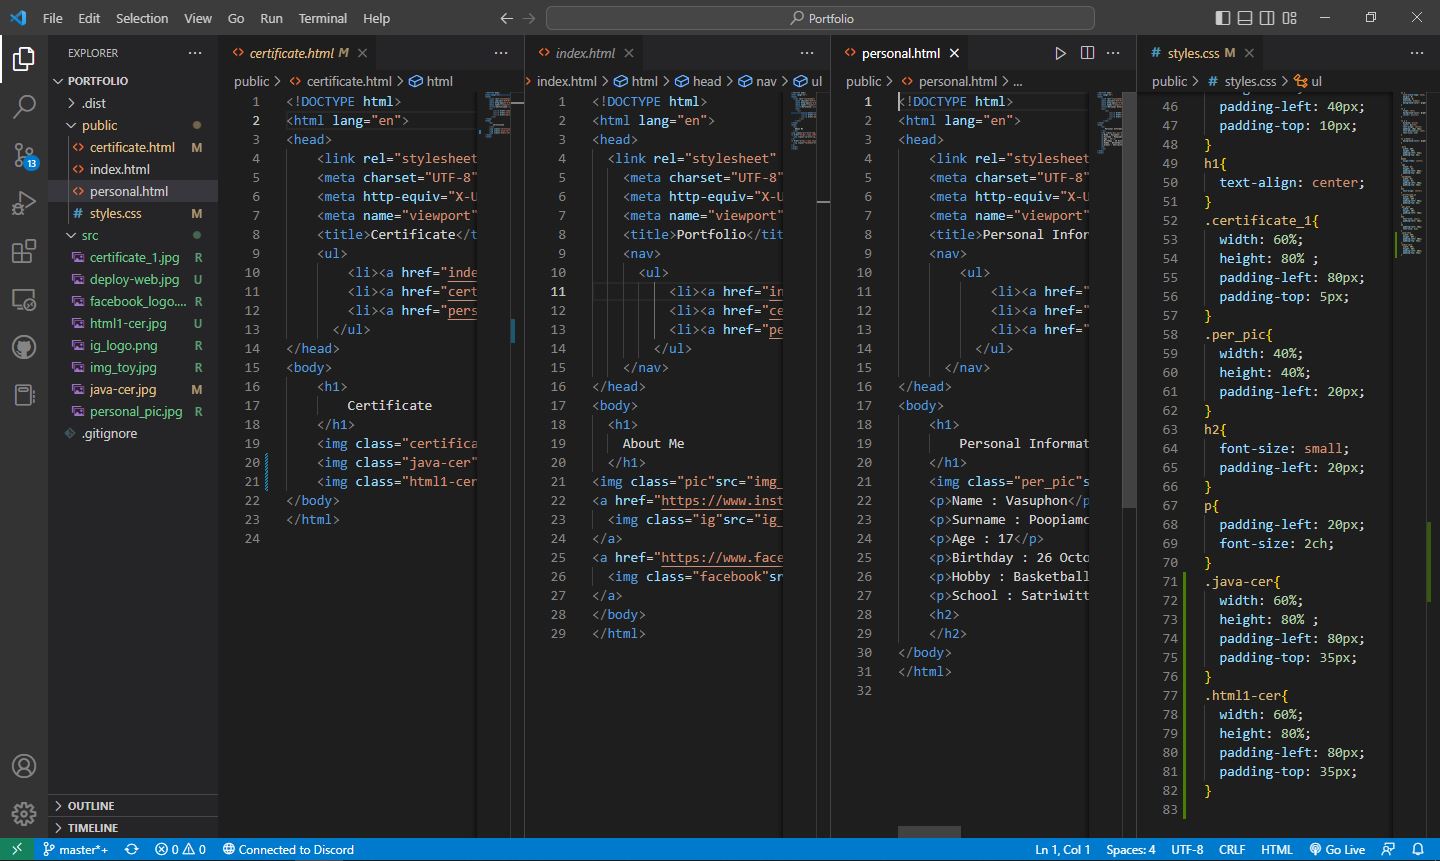 File Edit Selection View Go Run Terminal Help
Portfolio
EXPLORER
PORTFOLIO
.dist
public
certificate.html M
index.html
personal.html
styles.css M
src
certificate_1.jpg R
deploy-web.jpg U
facebook_logo.... R
html1-cer.jpg U
ig_logo.png R
img_toy.jpg R
java-cer.jpg M
personal_pic.jpg R
.gitignore
OUTLINE
TIMELINE
13
certificate.html M
public > certificate.html > html
1 <!DOCTYPE html>
2 <html lang="en">
3 <head>
4 <link rel="stylesheet
5 <meta charset="UTF-8"
6 <meta http-equiv="X-U
7 <meta name="viewport"
8 <title>Certificate</t
9 <ul>
10 <li><a href="inde
11 <li><a href="cert
12 <li><a href="pers
13 </ul>
14 </head>
15 <body>
16 <h1>
17 Certificate
18 </h1>
19 <img class="certifica
20 <img class="java-cer"
21 <img class="html1-cer
22 </body>
23 </html>
24
index.html
index.html > html > head > nav > ul
1 <!DOCTYPE html>
2 <html lang="en">
3 <head>
4 <link rel="stylesheet"
5 <meta charset="UTF-8"
6 <meta http-equiv="X-U
7 <meta name="viewport"
8 <title>Portfolio</tit
9 <nav>
10 <ul>
11 <li><a href="in
12 <li><a href="ce
13 <li><a href="pe
14 </ul>
15 </nav>
16 </head>
17 <body>
18 <h1>
19 About Me
20 </h1>
21 <img class="pic"src="img_
22 <a href="https://www.inst
23 <img class="ig"src="ig_
24 </a>
25 <a href="https://www.face
26 <img class="facebook"sr
27 </a>
28 </body>
29 </html>
personal.html
public > personal.html > ...
1 <!DOCTYPE html>
2 <html lang="en">
3 <head>
4 <link rel="stylesheet
5 <meta charset="UTF-8"
6 <meta http-equiv="X-U
7 <meta name="viewport"
8 <title>Personal Infor
9 <nav>
10 <ul>
11 <li><a href="
12 <li><a href="
13 <li><a href="
14 </ul>
15 </nav>
16 </head>
17 <body>
18 <h1>
19 Personal Informat
20 </h1>
21 <img class="per_pic"s
22 <p>Name : Vasuphon</p
23 <p>Surname : Poopiamc
24 <p>Age : 17</p>
25 <p>Birthday : 26 Octo
26 <p>Hobby : Basketball
27 <p>School : Satriwitt
28 <h2>
29 </h2>
30 </body>
31 </html>
32
styles.css M
public > styles.css > ul
46 padding-left: 40px;
47 padding-top: 10px;
48 }
49 h1{
50 text-align: center;
51 }
52 .certificate_1{
53 width: 60%;
54 height: 80% ;
55 padding-left: 80px;
56 padding-top: 5px;
57 }
58 .per_pic{
59 width: 40%;
60 height: 40%;
61 padding-left: 20px;
62 }
63 h2{
64 font-size: small;
65 padding-left: 20px;
66 }
67 p{
68 padding-left: 20px;
69 font-size: 2ch;
70 }
71 .java-cer{
72 width: 60%;
73 height: 80% ;
74 padding-left: 80px;
75 padding-top: 35px;
76 }
77 .html1-cer{
78 width: 60%;
79 height: 80%;
80 padding-left: 80px;
81 padding-top: 35px;
82 }
83
master*+ 0 0 Connected to Discord Ln 1, Col 1 Spaces: 4 UTF-8 CRLF HTML Go Live